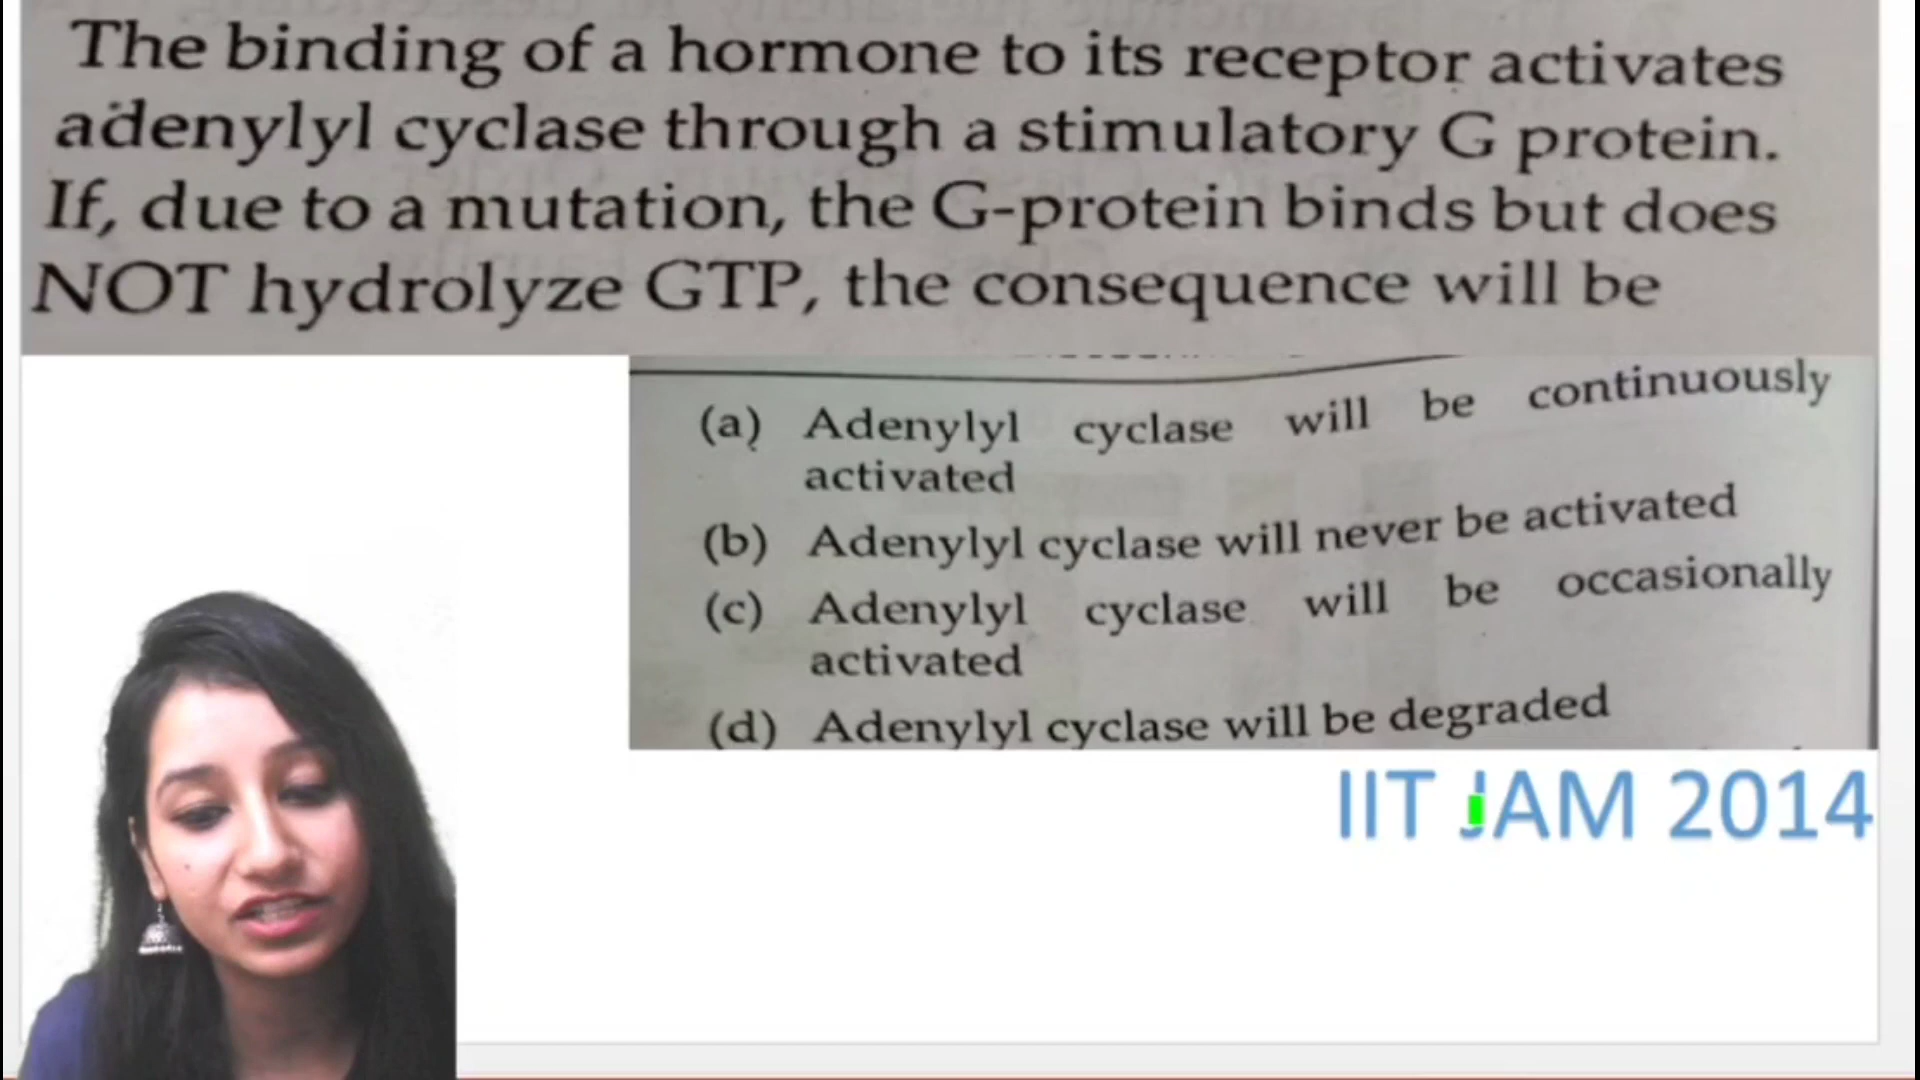 The binding of a hormone to its receptor activates
adenylyl cyclase through a stimulatory G protein.
If, due to a mutation, the G-protein binds but does
NOT hydrolyze GTP, the consequence will be
(a) Adenylyl cyclase will be continuously
activated
(b) Adenylyl cyclase will never be activated
(c) Adenylyl cyclase will be occasionally
activated
(d) Adenylyl cyclase will be degraded
IIT JAM 2014